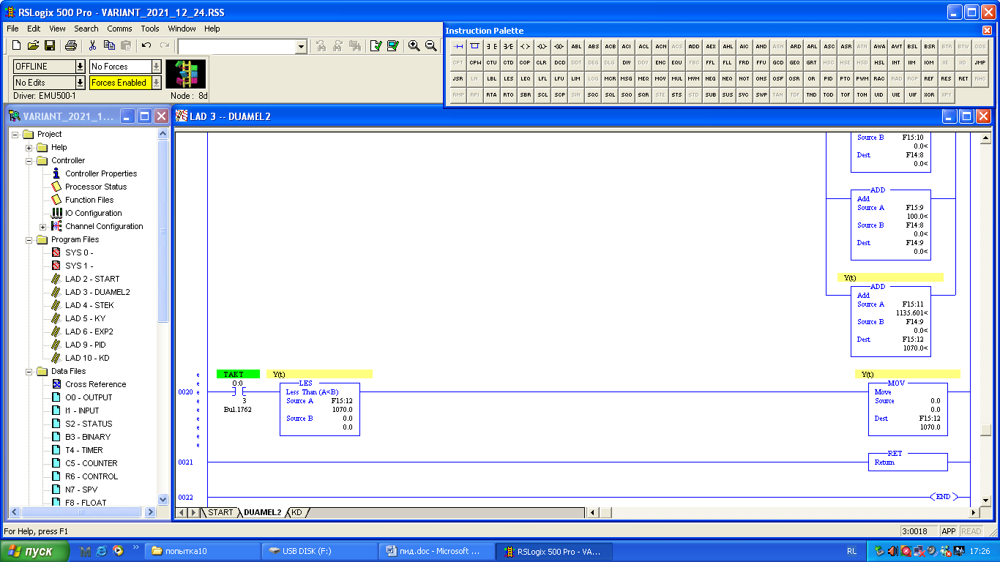 RSLogix 500 Pro - VARIANT_2021_12_24.RSS
File Edit View Search Comms Tools Window Help
Instruction Palette
ABL ABS ACB ACI ACL ACN ACS ADD AEX AHL AIC AND ASN ARD ARL ASC ASR ATN AWA AWT BSL BSR BTR BTW COS
CPT CPW CTD COP CLR DCD DDT DEG DIV DDV ENC EQU FBC FFL FLL FRD FFU GCD GEQ GRT HSC HSE HSD HSL INT IIM IOM IIE IID JMP
JSR LN LBL LES LEQ LFL LFU LIM LOG MCR MSG MEQ MOV MUL MVM NEG NEQ NOT ONS OSF OSR OR PID PTO PWM RAC RAD RCP REF RES RET RHC
RMP RPI RTA RTO SBR SCL SCP SIN SQC SQL SQO SQR STE STS STD SUB SUS SVC SWP TAN TDF TND TOD TOF TON UID UIE UIF XOR XPY
OFFLINE No Forces
No Edits Forces Enabled
Driver: EMU500-1 Node : 8d
VARIANT_2021_1...
Project
Help
Controller
Controller Properties
Processor Status
Function Files
IO Configuration
Channel Configuration
Program Files
SYS 0 -
SYS 1 -
LAD 2 - START
LAD 3 - DUAMEL2
LAD 4 - STEK
LAD 5 - KY
LAD 6 - EXP2
LAD 9 - PID
LAD 10 - KD
Data Files
Cross Reference
O0 - OUTPUT
I1 - INPUT
S2 - STATUS
B3 - BINARY
T4 - TIMER
C5 - COUNTER
R6 - CONTROL
N7 - SPV
F8 - FLOAT
LAD 3 -- DUAMEL2
Source B F15:10
0.0<
Dest F14:8
0.0<
ADD
Add
Source A F15:9
100.0<
Source B F14:8
0.0<
Dest F14:9
0.0<
Y(t)
ADD
Add
Source A F15:11
1135.601<
Source B F14:9
0.0<
Dest F15:12
1070.0<
e
e
0020 e
e
e
e
e
TAKT
O:0
3
Bul.1762
Y(t)
LES
Less Than (A<B)
Source A F15:12
1070.0
Source B 0.0
0.0
Y(t)
MOV
Move
Source 0.0
0.0
Dest F15:12
1070.0
0021
RET
Return
0022
END
START DUAMEL2 KD
For Help, press F1
3:0018 APP READ
пуск
попытка10
USB DISK (F:)
пид.doc - Microsoft ...
RSLogix 500 Pro - VA...
RL
17:26